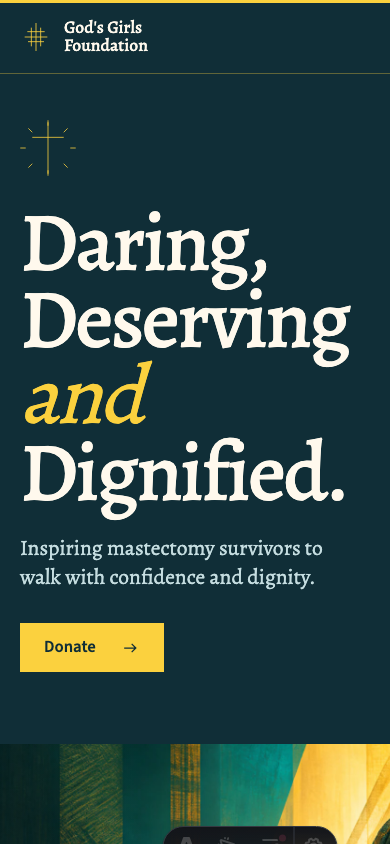 God's Girls
Foundation
Daring,
Deserving
and
Dignified.
Inspiring mastectomy survivors to
walk with confidence and dignity.
Donate →